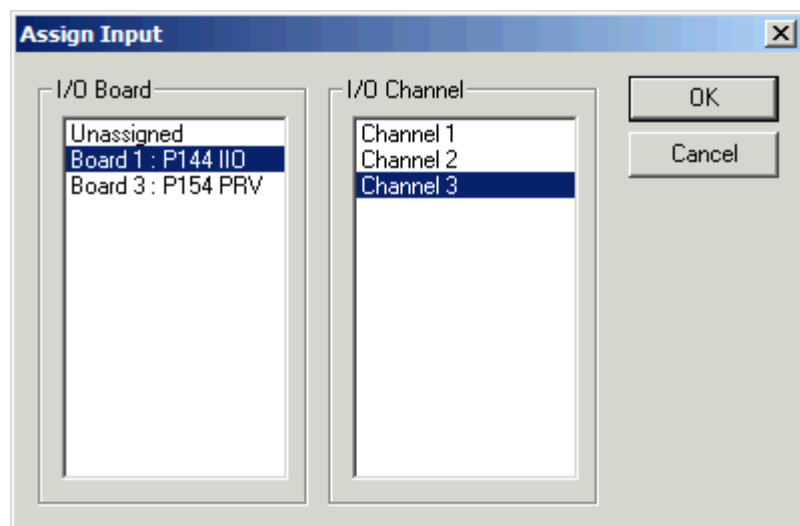 Assign Input
I/O Board
Unassigned
Board 1 : P144 IIO
Board 3 : P154 PRV
I/O Channel
Channel 1
Channel 2
Channel 3
OK
Cancel